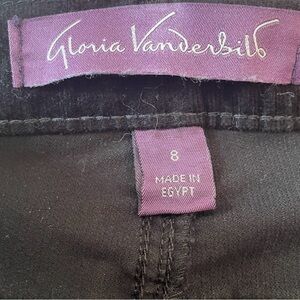 Gloria Vanderbilt
8
MADE IN
EGYPT